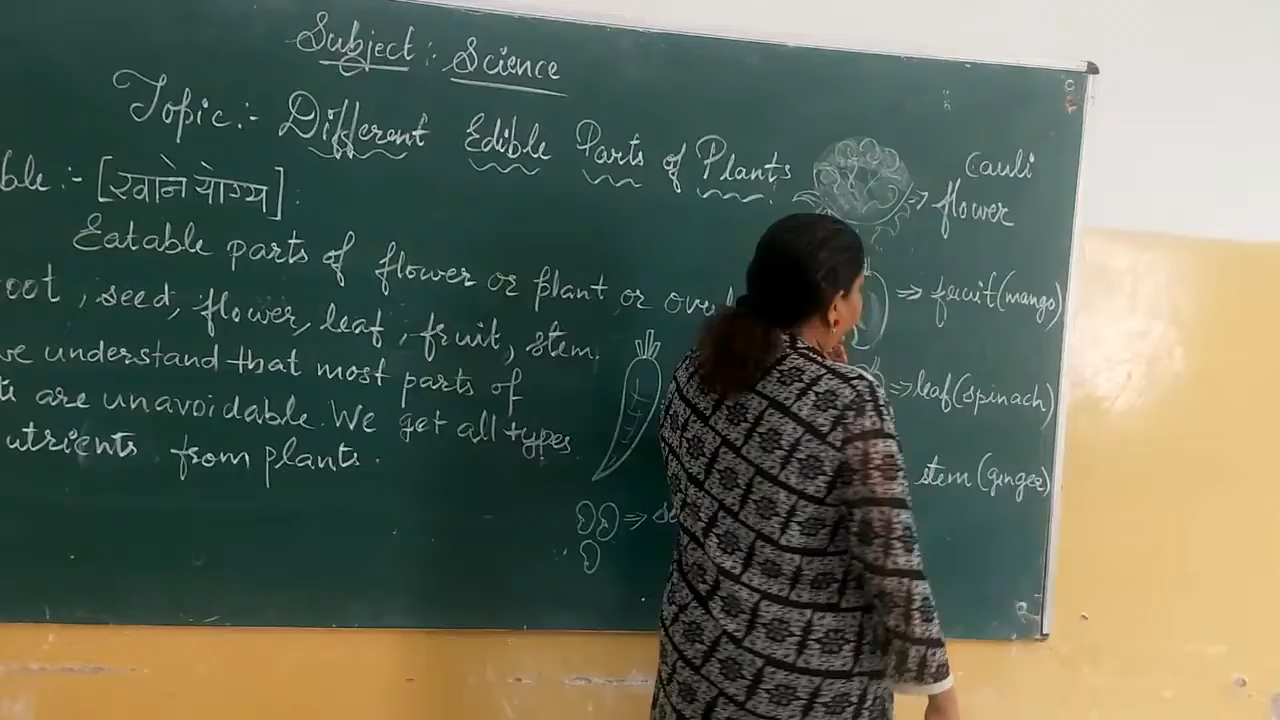 Subject : Science
Topic :- Different Edible Parts of Plants
ble :- [खाने योग्य]
Eatable parts of flower or plant or
oot , seed, flower, leaf, fruit, stem
we understand that most parts of
are unavoidable. We get all types
utrients from plants.
cauli
=> flower
=> fruit (mango)
=> leaf (spinach)
stem (ginger)
=>